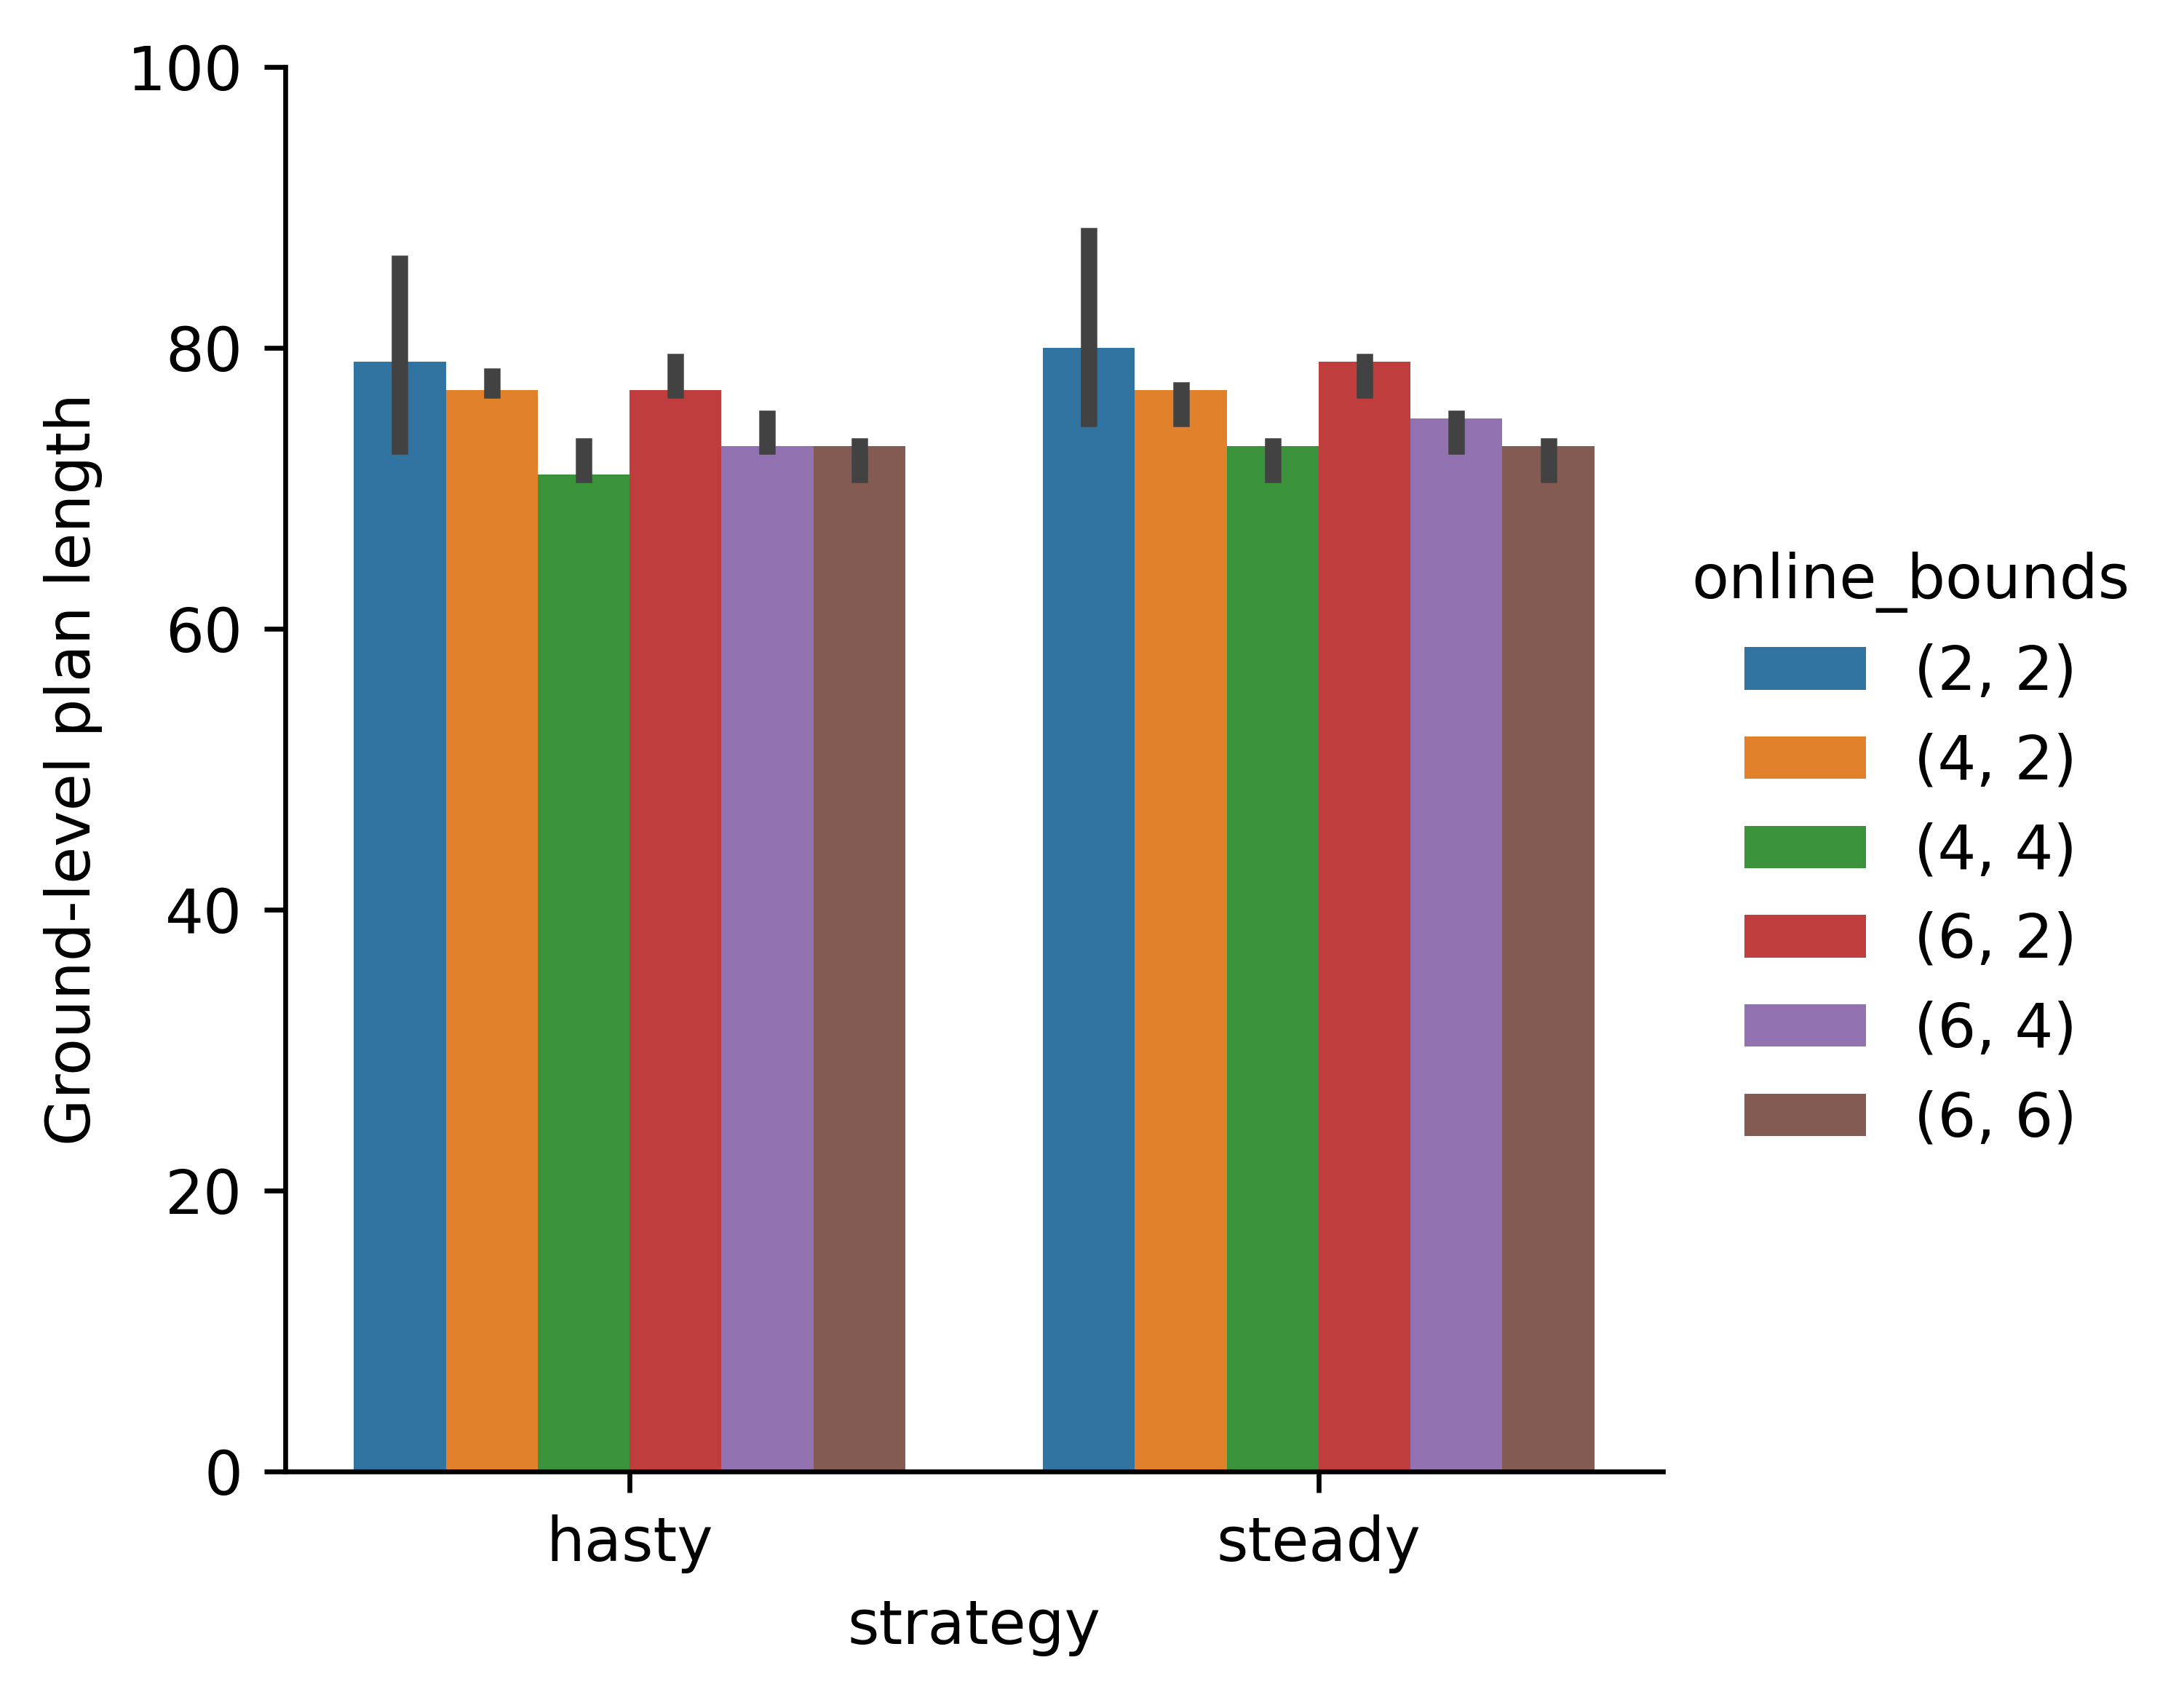 Ground-level plan length
100
80
60
40
20
0
hasty
steady
strategy
online_bounds
(2, 2)
(4, 2)
(4, 4)
(6, 2)
(6, 4)
(6, 6)